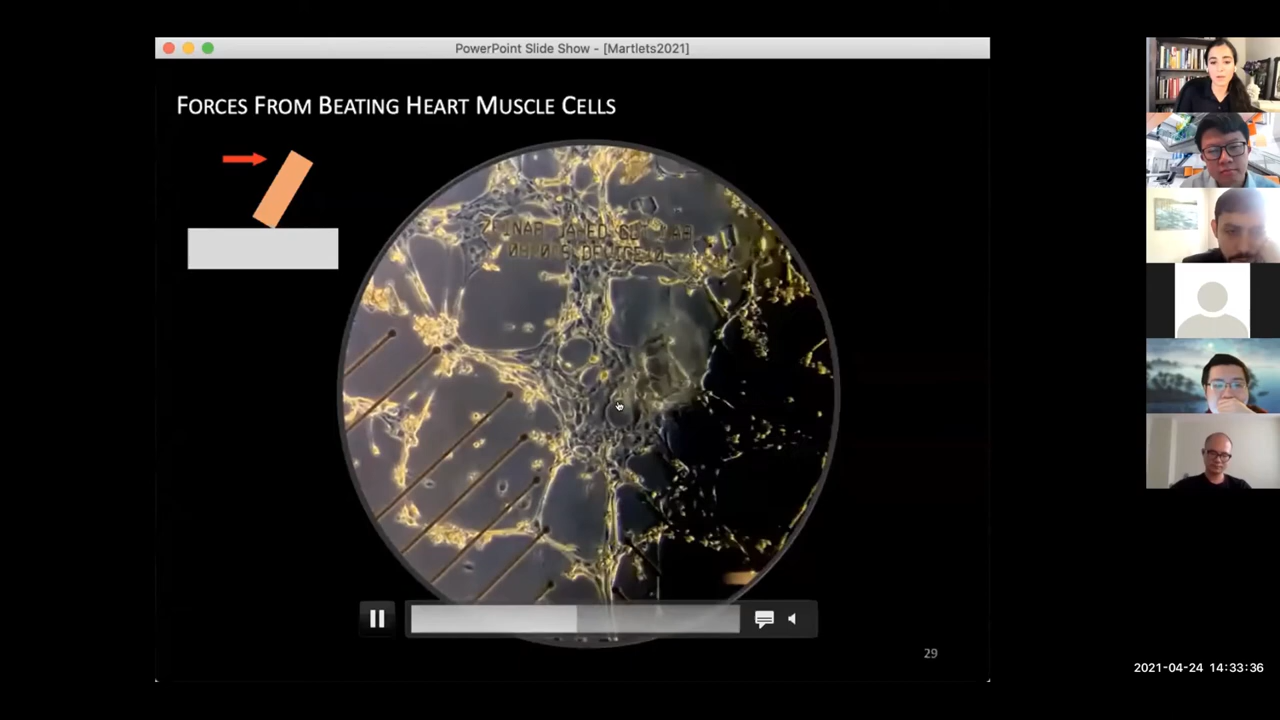 PowerPoint Slide Show - [Martlets2021]
FORCES FROM BEATING HEART MUSCLE CELLS
29
2021-04-24 14:33:36